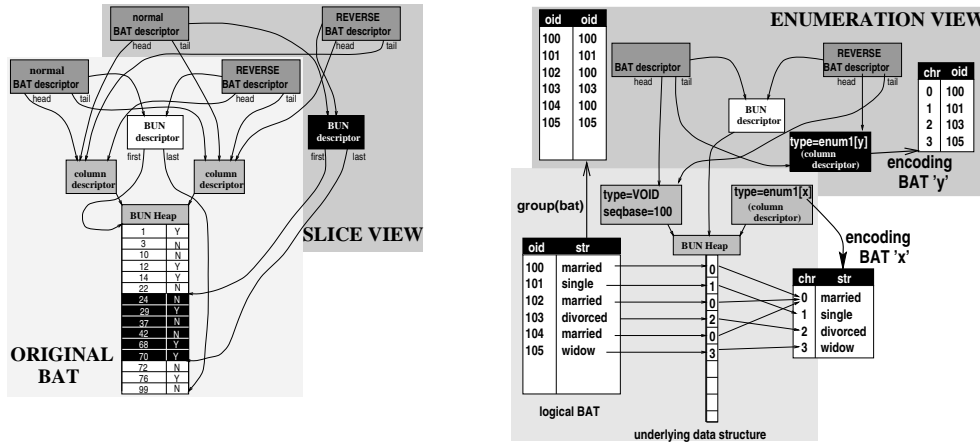 normal
BAT descriptor
head tail
REVERSE
BAT descriptor
head tail
normal
BAT descriptor
head tail
REVERSE
BAT descriptor
head tail
BUN
descriptor
first last
BUN
descriptor
first last
column
descriptor
column
descriptor
BUN Heap
1 Y
3 N
10 N
12 Y
14 Y
22 N
24 N
29 Y
37 N
42 N
68 Y
70 Y
72 N
76 Y
99 N
SLICE VIEW
ORIGINAL
BAT
ENUMERATION VIEW
oid oid
100 100
101 101
102 100
103 103
104 100
105 105
BAT descriptor
head tail
REVERSE
BAT descriptor
head tail
BUN
descriptor
chr oid
0 100
1 101
2 103
3 105
type=enum1[y]
(column
descriptor)
encoding
BAT 'y'
group(bat)
type=VOID
seqbase=100
type=enum1[x]
(column
descriptor)
BUN Heap
encoding
BAT 'x'
oid str
100 married
101 single
102 married
103 divorced
104 married
105 widow
0
1
0
2
0
3
chr str
0 married
1 single
2 divorced
3 widow
logical BAT
underlying data structure